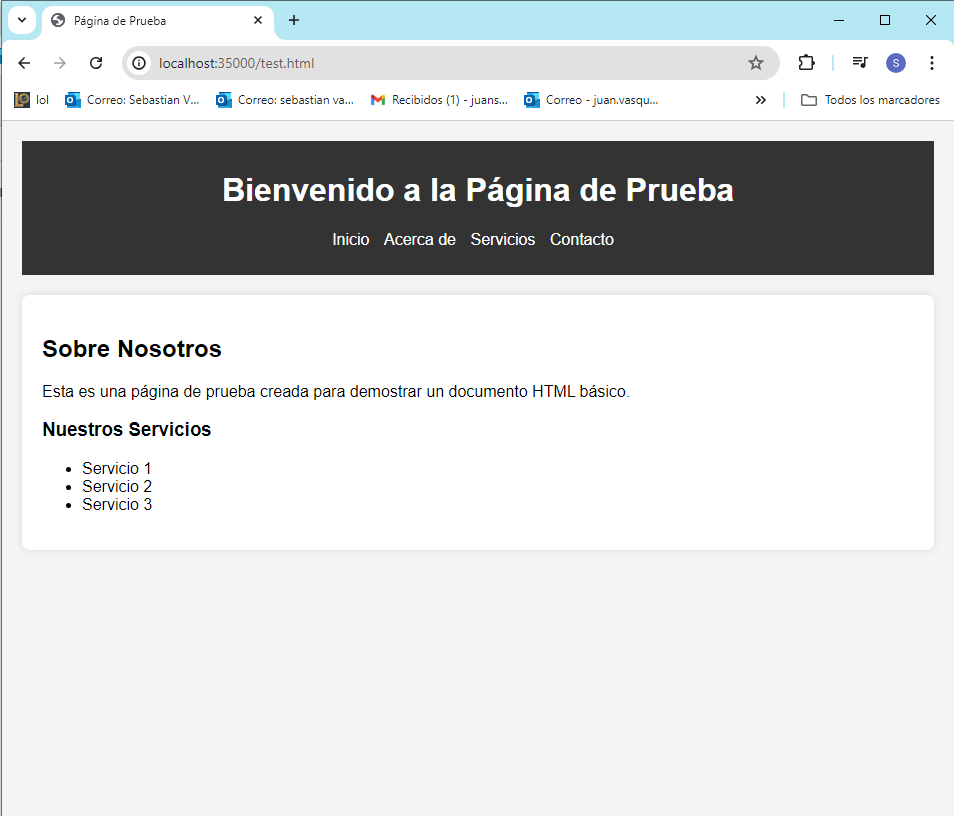 Página de Prueba
localhost:35000/test.html
S
lol Correo: Sebastian V... Correo: sebastian va... Recibidos (1) - juans... Correo - juan.vasqu... Todos los marcadores
Bienvenido a la Página de Prueba
Inicio Acerca de Servicios Contacto
Sobre Nosotros
Esta es una página de prueba creada para demostrar un documento HTML básico.
Nuestros Servicios
Servicio 1
Servicio 2
Servicio 3